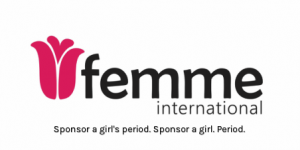 femme
international
Sponsor a girl's period. Sponsor a girl. Period.